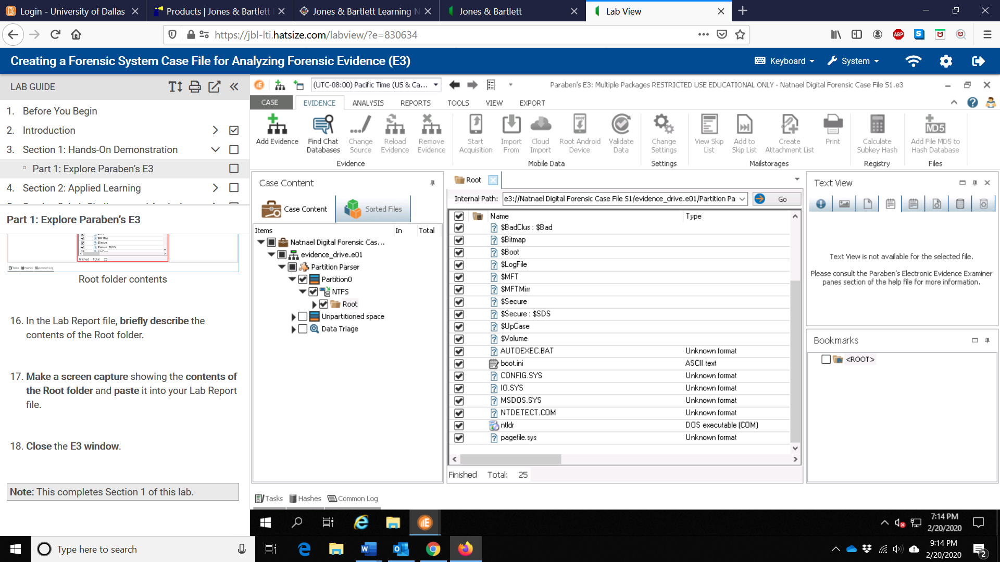 Login - University of Dallas
Products | Jones & Bartlett
Jones & Bartlett Learning N
Jones & Bartlett
Lab View
https://jbl-lti.hatsize.com/labview/?e=830634
Creating a Forensic System Case File for Analyzing Forensic Evidence (E3)
Keyboard
System
LAB GUIDE
1. Before You Begin
2. Introduction
3. Section 1: Hands-On Demonstration
Part 1: Explore Paraben's E3
4. Section 2: Applied Learning
Part 1: Explore Paraben's E3
$MFTMirr
$Secure
$Secure : $SDS
$UpCase
Finished Total: 25
Tasks Hashes Common Log
Root folder contents
16. In the Lab Report file, briefly describe the
contents of the Root folder.
17. Make a screen capture showing the contents of
the Root folder and paste it into your Lab Report
file.
18. Close the E3 window.
Note: This completes Section 1 of this lab.
(UTC-08:00) Pacific Time (US & Ca...
Paraben's E3: Multiple Packages RESTRICTED USE EDUCATIONAL ONLY - Natnael Digital Forensic Case File S1.e3
CASE EVIDENCE ANALYSIS REPORTS TOOLS VIEW EXPORT
Add Evidence
Find Chat
Databases
Change
Source
Reload
Evidence
Remove
Evidence
Evidence
Start
Acquisition
Import
From
Cloud
Import
Root Android
Device
ROOT
Validate
Data
Mobile Data
Change
Settings
Settings
View Skip
List
Add to
Skip List
Create
Attachment List
Print
Mailstorages
Calculate
Subkey Hash
Registry
MD5
Add File MD5 to
Hash Database
Files
Case Content
Case Content
Sorted Files
Items In Total
Natnael Digital Forensic Cas...
evidence_drive.e01
Partition Parser
Partition0
NTFS
Root
Unpartitioned space
Data Triage
Root
Internal Path: e3://Natnael Digital Forensic Case File S1/evidence_drive.e01/Partition Pa Go
Name Type
$BadClus : $Bad
$Bitmap
$Boot
$LogFile
$MFT
$MFTMirr
$Secure
$Secure : $SDS
$UpCase
$Volume
AUTOEXEC.BAT Unknown format
boot.ini ASCII text
CONFIG.SYS Unknown format
IO.SYS Unknown format
MSDOS.SYS Unknown format
NTDETECT.COM Unknown format
ntldr DOS executable (COM)
pagefile.sys Unknown format
Finished Total: 25
Text View
Text View is not available for the selected file.
Please consult the Paraben's Electronic Evidence Examiner
panes section of the help file for more information.
Bookmarks
<ROOT>
Tasks Hashes Common Log
7:14 PM
2/20/2020
Type here to search
9:14 PM
2/20/2020
2